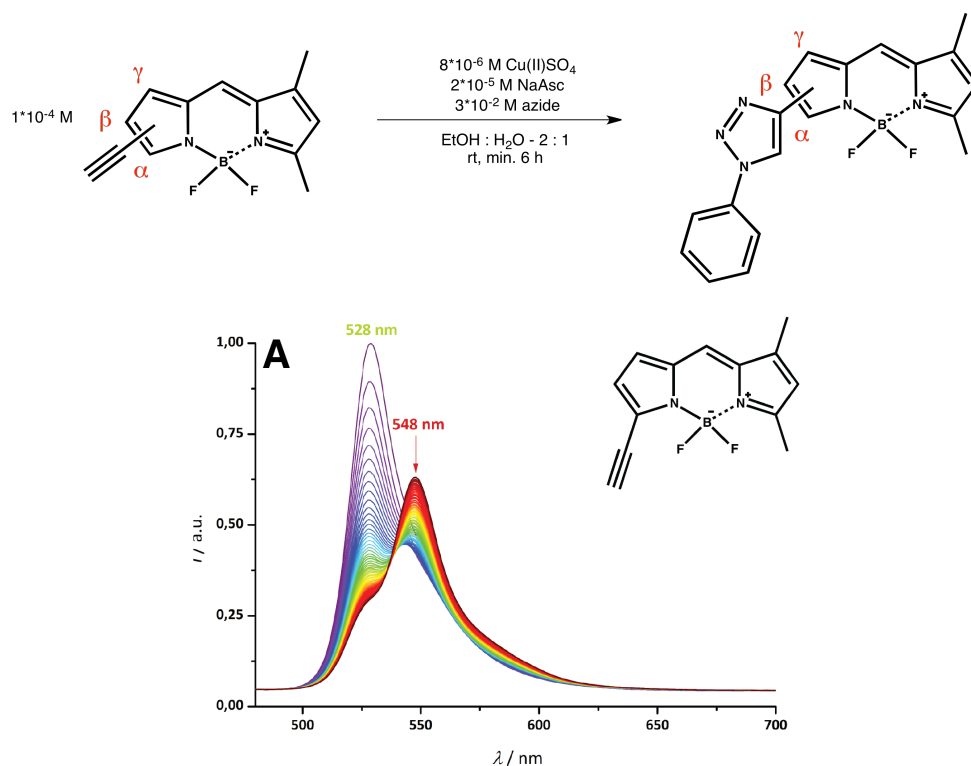 8*10⁻⁶ M Cu(II)SO₄
2*10⁻⁵ M NaAsc
3*10⁻² M azide
EtOH : H₂O - 2 : 1
rt, min. 6 h
1*10⁻⁴ M
γ
β
α
N
B
−
N
+
F
F
γ
β
α
N
N
N
N
B
−
N
+
F
F
A
528 nm
548 nm
N
B
−
N
+
F
F
1,00
0,75
0,50
0,25
0,00
I / a.u.
500
550
600
650
700
λ / nm